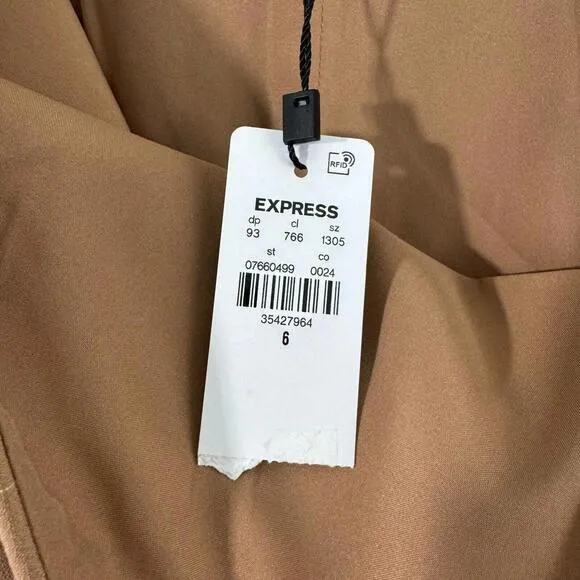 RFID
EXPRESS
dp cl sz
93 766 1305
st co
07660499 0024
35427964
6